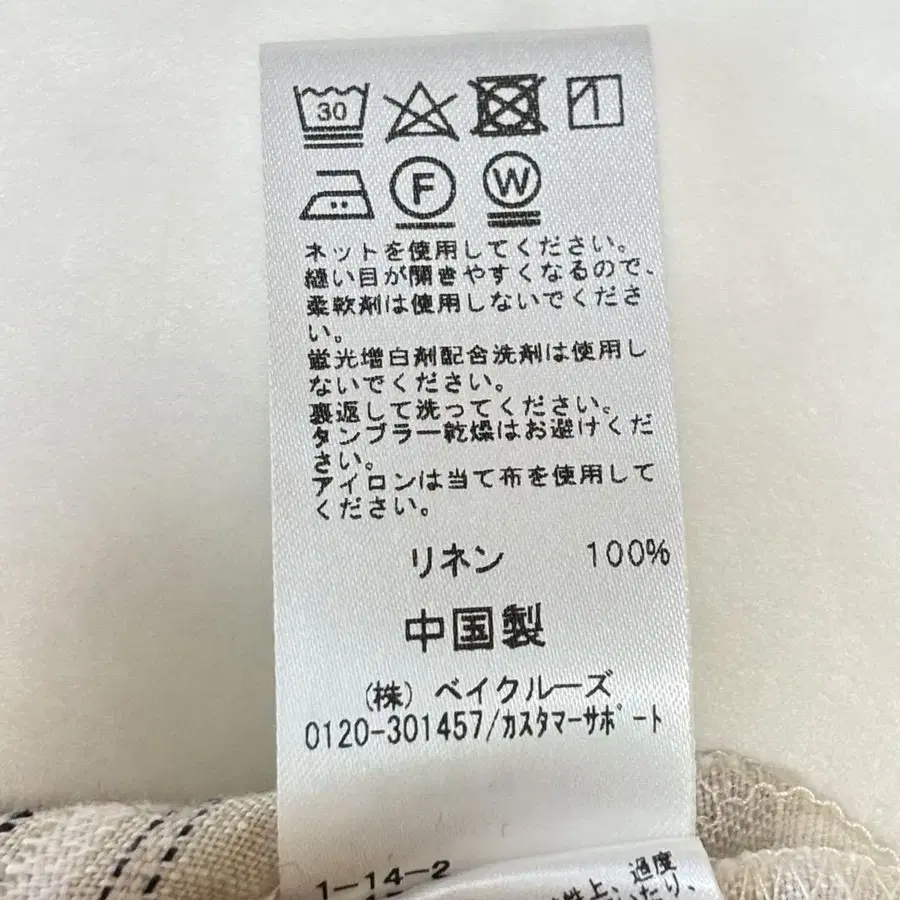 30
F W
ネットを使用してください。
縫い目が開きやすくなるので、
柔軟剤は使用しないでくださ
い。
蛍光増白剤配合洗剤は使用し
ないでください。
裏返して洗ってください。
タンブラー乾燥はお避けくだ
さい。
アイロンは当て布を使用して
ください。
リネン 100%
中国製
(株) ベイクルーズ
0120-301457/カスタマーサポート
1-14-2
上、過度